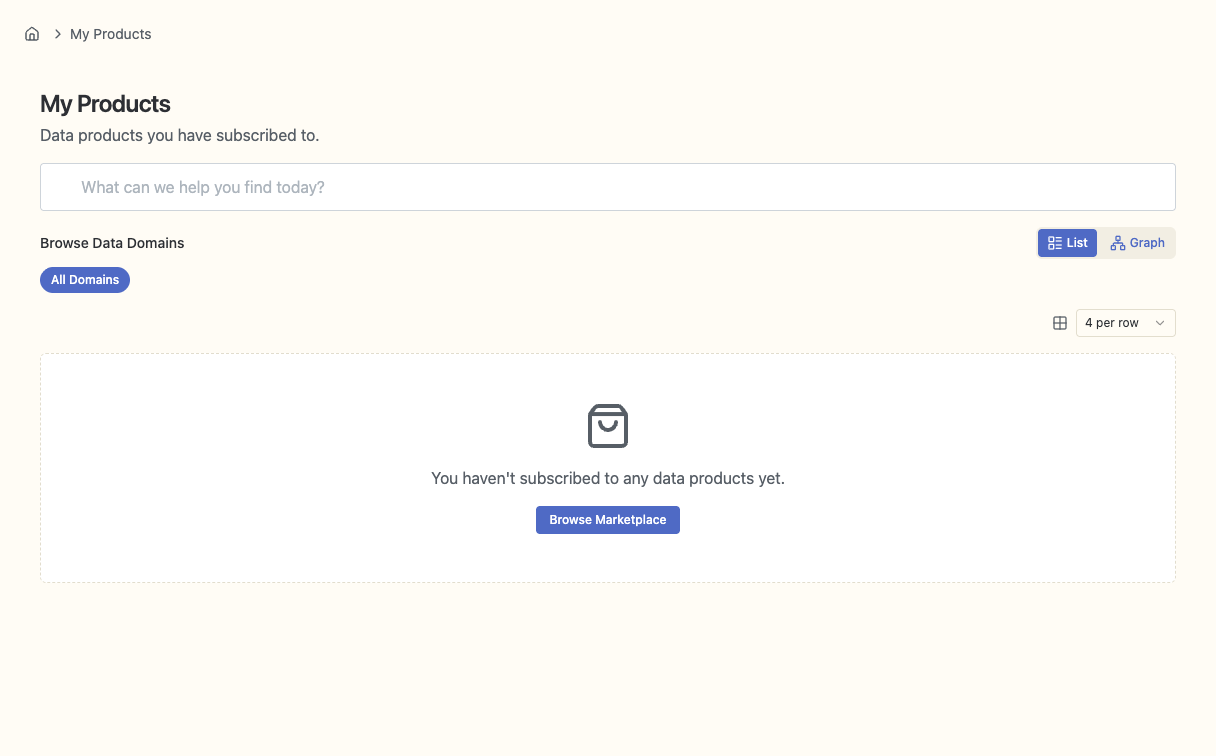 My Products
My Products
Data products you have subscribed to.
What can we help you find today?
Browse Data Domains
List
Graph
All Domains
4 per row
You haven't subscribed to any data products yet.
Browse Marketplace